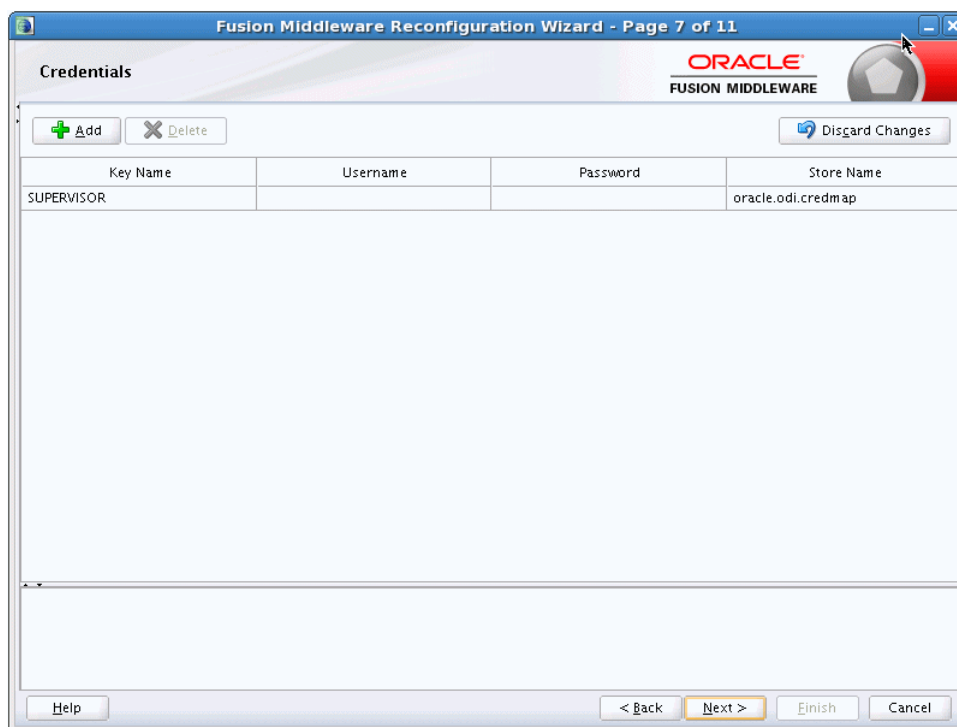 Fusion Middleware Reconfiguration Wizard - Page 7 of 11
Credentials
ORACLE
FUSION MIDDLEWARE
Add Delete Discard Changes
Key Name Username Password Store Name
SUPERVISOR oracle.odi.credmap
Help < Back Next > Finish Cancel